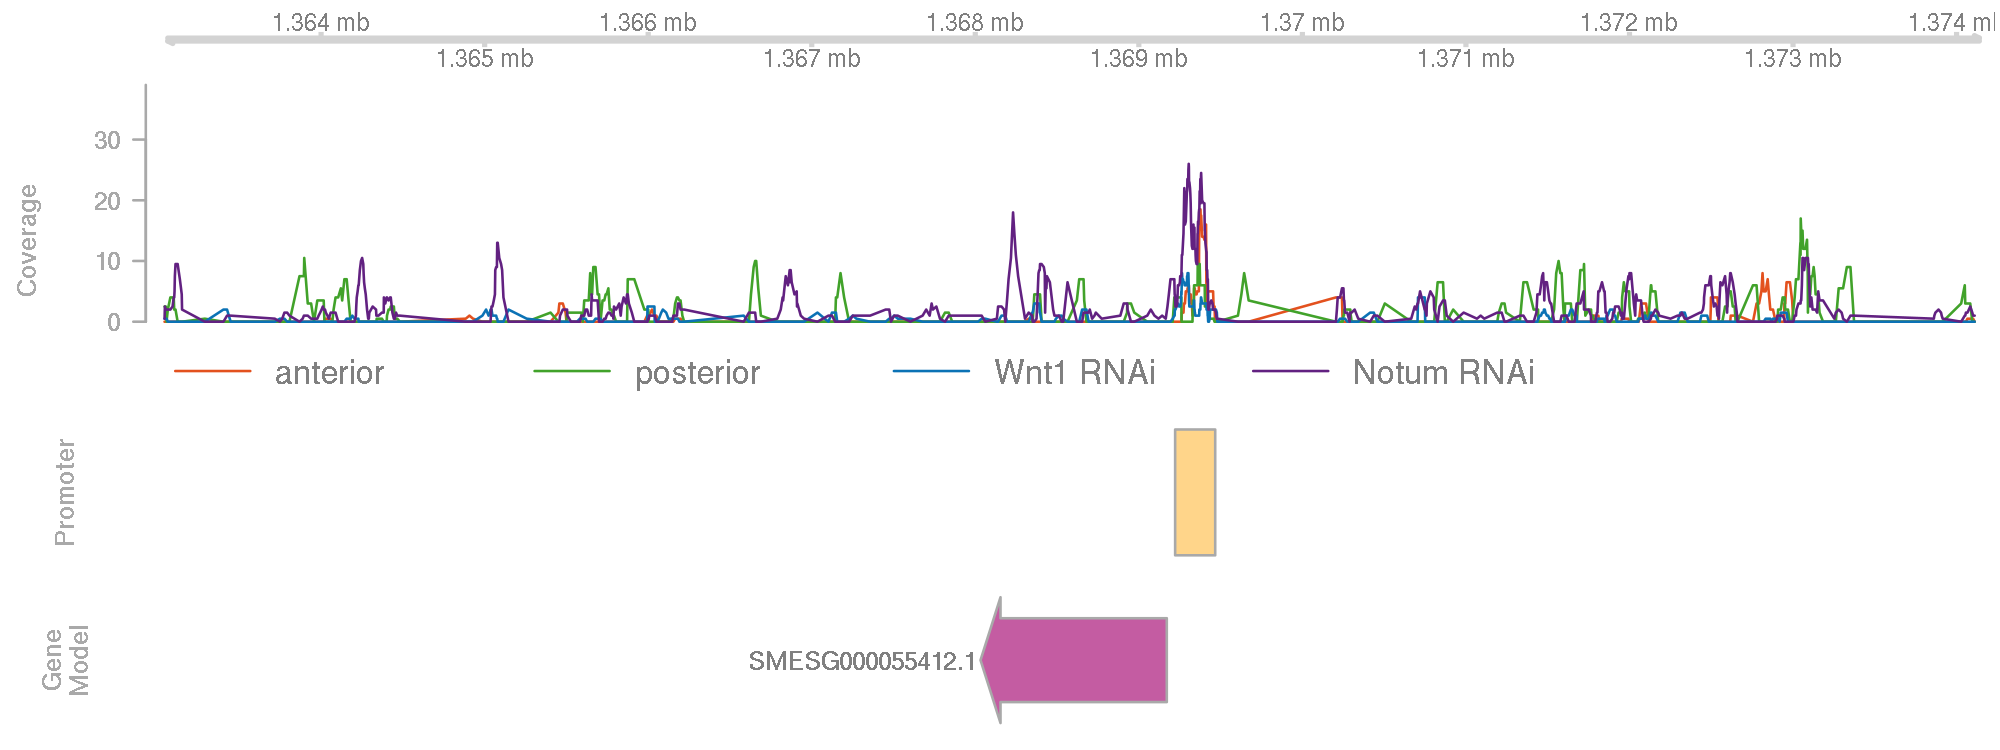 1.364 mb 1.366 mb 1.368 mb 1.37 mb 1.372 mb 1.374 m
1.365 mb 1.367 mb 1.369 mb 1.371 mb 1.373 mb
Coverage
30
20
10
0
anterior posterior Wnt1 RNAi Notum RNAi
Promoter
Gene
Model
SMESG000055412.1